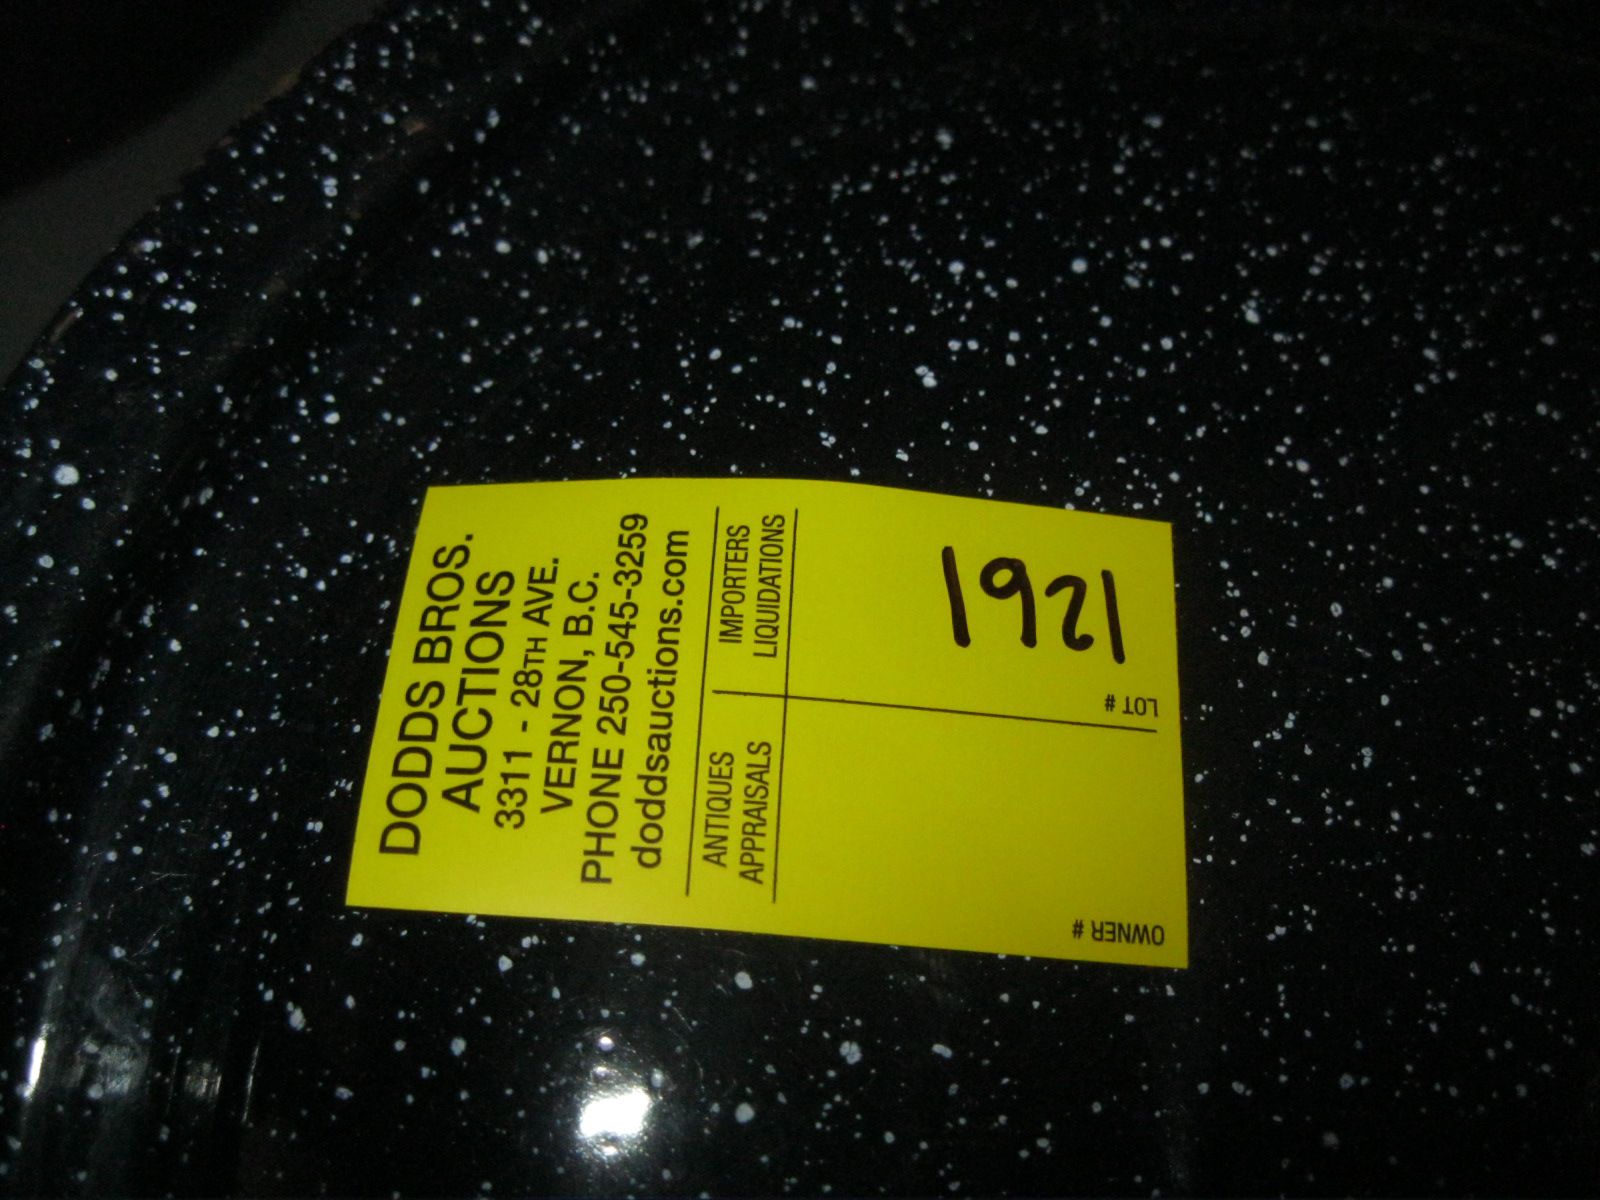 DODDS BROS.
AUCTIONS
3311 - 28TH AVE.
VERNON, B.C.
PHONE 250-545-3259
doddsauctions.com
ANTIQUES IMPORTERS
APPRAISALS LIQUIDATIONS
LOT #
1261
OWNER #